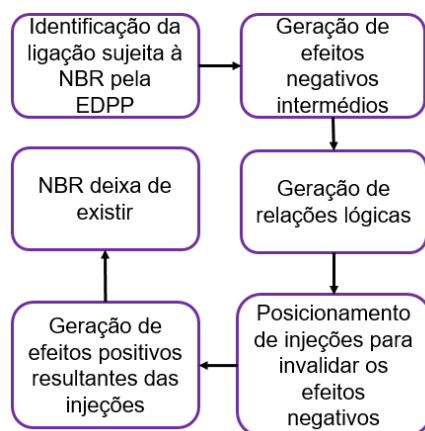 Identificação da
ligação sujeita à
NBR pela
EDPP
Geração de
efeitos
negativos
intermédios
Geração de
relações lógicas
Posicionamento
de injeções para
invalidar os
efeitos
negativos
Geração de
efeitos positivos
resultantes das
injeções
NBR deixa de
existir